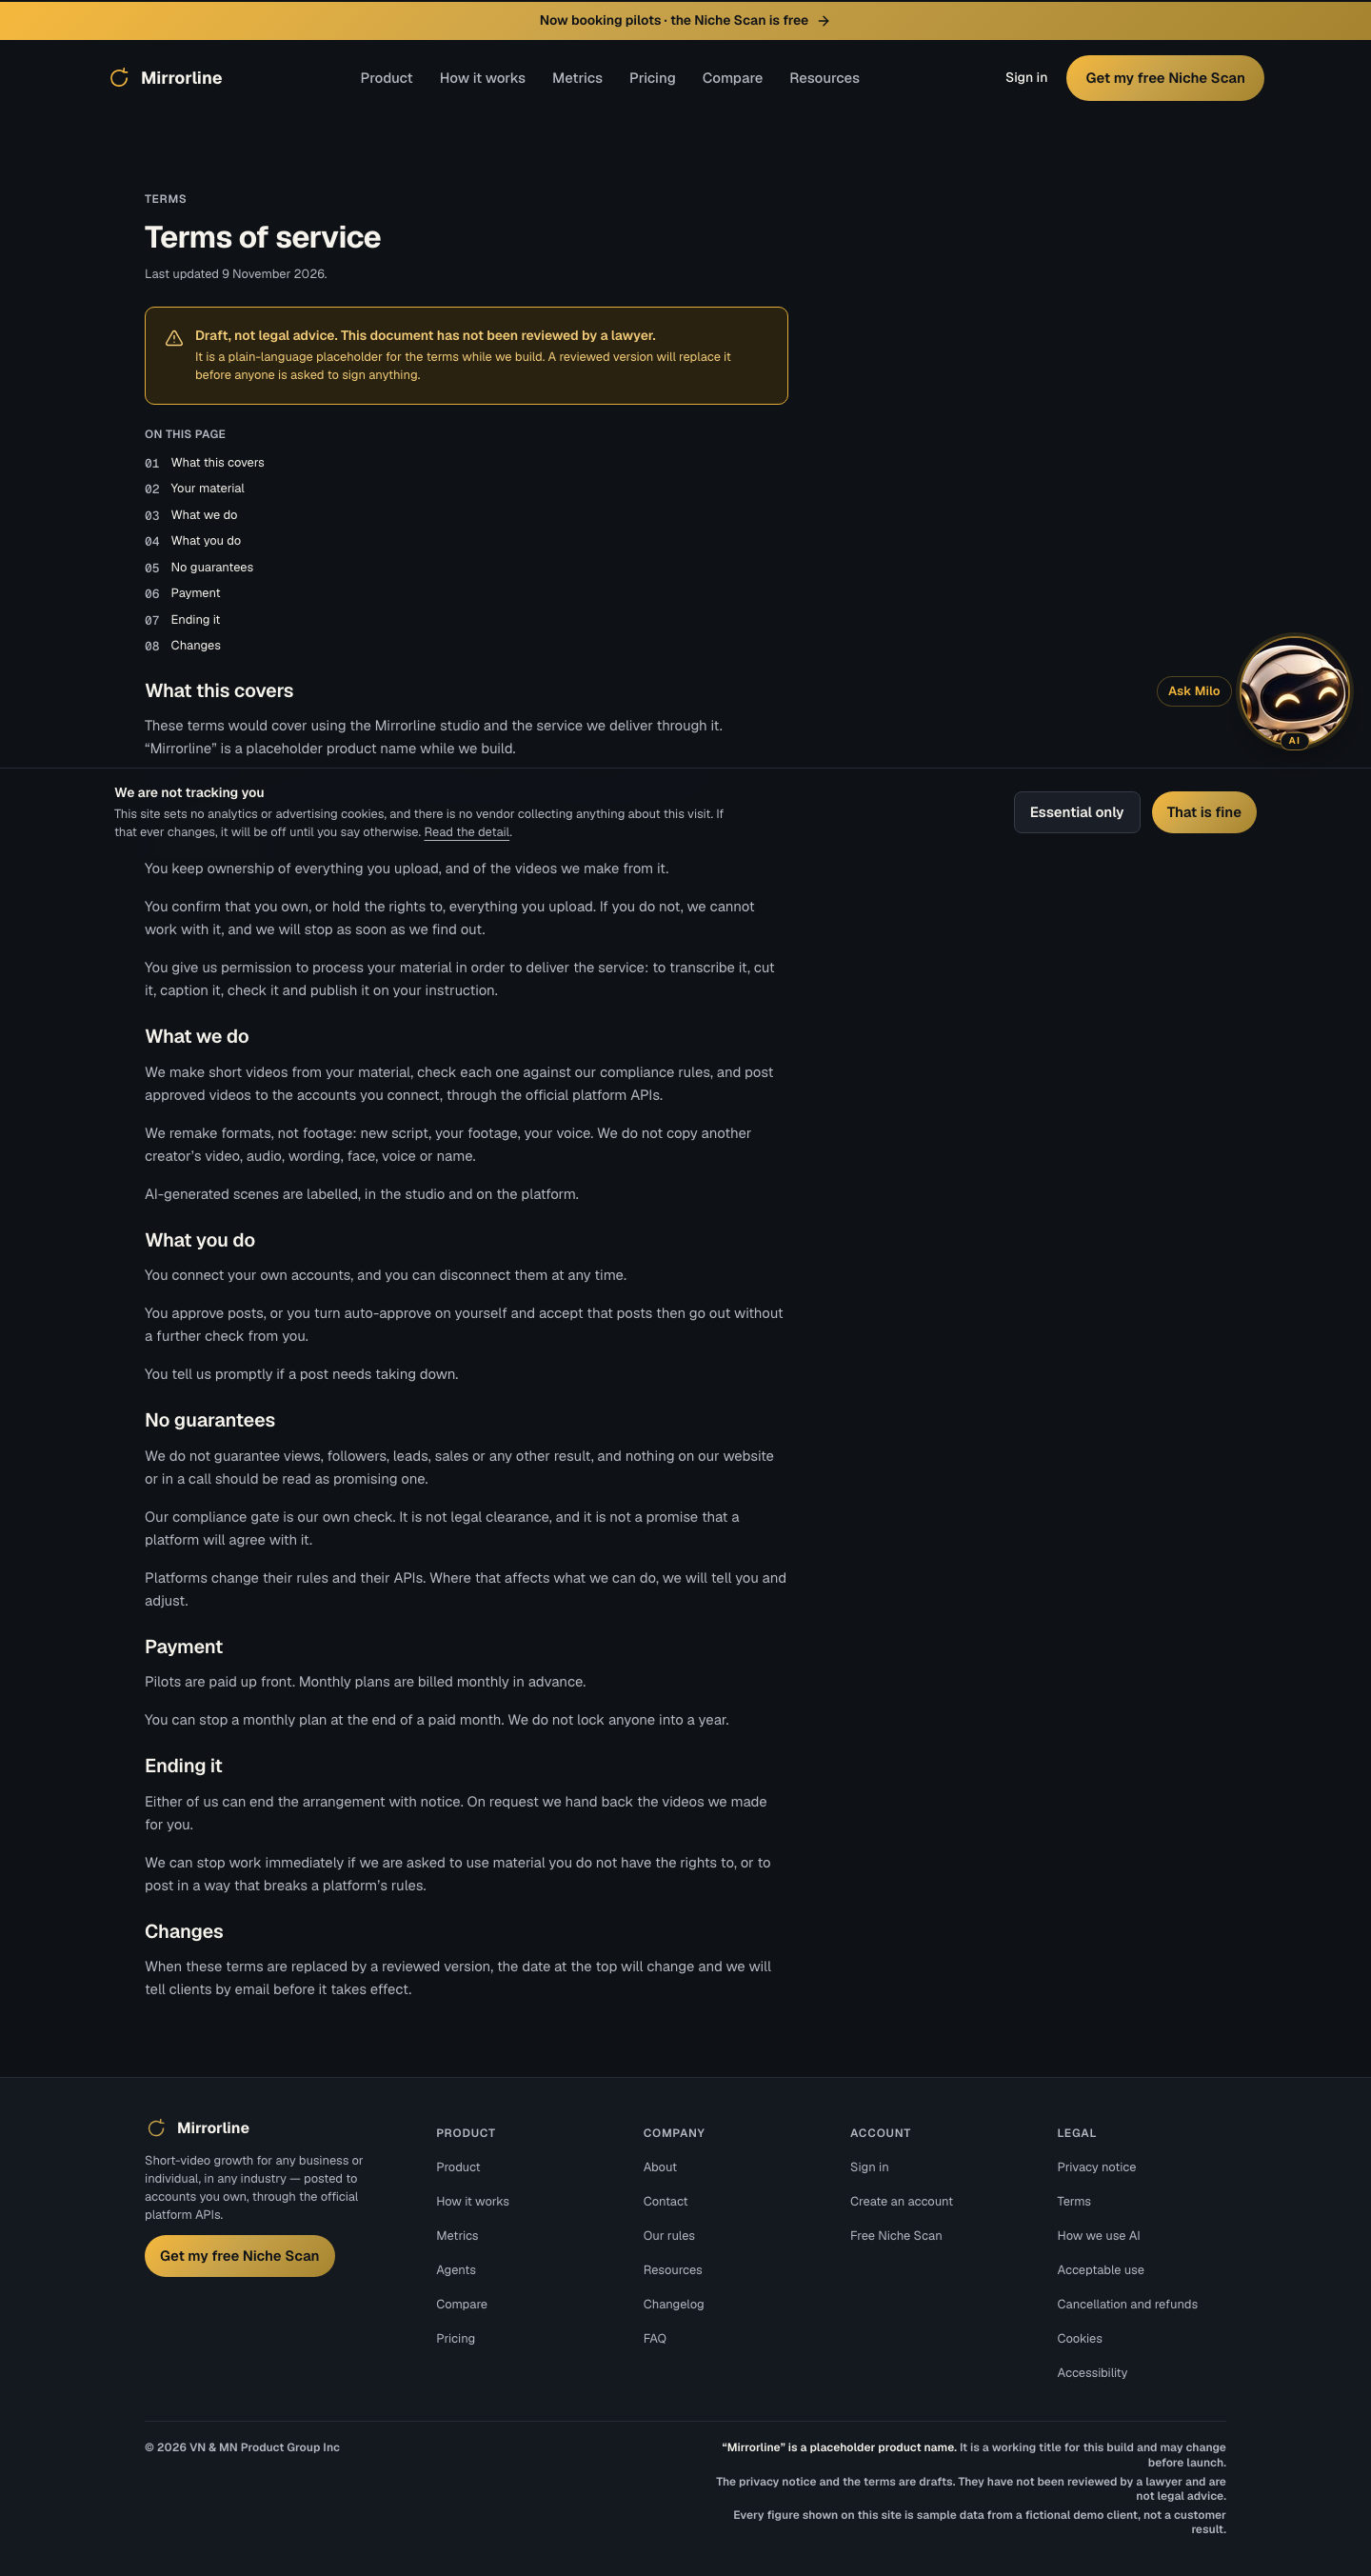 Now booking pilots · the Niche Scan is free →
Mirrorline
Product
How it works
Metrics
Pricing
Compare
Resources
Sign in
Get my free Niche Scan
TERMS
Terms of service
Last updated 9 November 2026.
Draft, not legal advice. This document has not been reviewed by a lawyer.
It is a plain-language placeholder for the terms while we build. A reviewed version will replace it
before anyone is asked to sign anything.
ON THIS PAGE
01 What this covers
02 Your material
03 What we do
04 What you do
05 No guarantees
06 Payment
07 Ending it
08 Changes
What this covers
These terms would cover using the Mirrorline studio and the service we deliver through it.
“Mirrorline” is a placeholder product name while we build.
Ask Milo
AI
We are not tracking you
This site sets no analytics or advertising cookies, and there is no vendor collecting anything about this visit. If
that ever changes, it will be off until you say otherwise. Read the detail.
Essential only
That is fine
You keep ownership of everything you upload, and of the videos we make from it.
You confirm that you own, or hold the rights to, everything you upload. If you do not, we cannot
work with it, and we will stop as soon as we find out.
You give us permission to process your material in order to deliver the service: to transcribe it, cut
it, caption it, check it and publish it on your instruction.
What we do
We make short videos from your material, check each one against our compliance rules, and post
approved videos to the accounts you connect, through the official platform APIs.
We remake formats, not footage: new script, your footage, your voice. We do not copy another
creator’s video, audio, wording, face, voice or name.
AI-generated scenes are labelled, in the studio and on the platform.
What you do
You connect your own accounts, and you can disconnect them at any time.
You approve posts, or you turn auto-approve on yourself and accept that posts then go out without
a further check from you.
You tell us promptly if a post needs taking down.
No guarantees
We do not guarantee views, followers, leads, sales or any other result, and nothing on our website
or in a call should be read as promising one.
Our compliance gate is our own check. It is not legal clearance, and it is not a promise that a
platform will agree with it.
Platforms change their rules and their APIs. Where that affects what we can do, we will tell you and
adjust.
Payment
Pilots are paid up front. Monthly plans are billed monthly in advance.
You can stop a monthly plan at the end of a paid month. We do not lock anyone into a year.
Ending it
Either of us can end the arrangement with notice. On request we hand back the videos we made
for you.
We can stop work immediately if we are asked to use material you do not have the rights to, or to
post in a way that breaks a platform’s rules.
Changes
When these terms are replaced by a reviewed version, the date at the top will change and we will
tell clients by email before it takes effect.
Mirrorline
Short-video growth for any business or
individual, in any industry — posted to
accounts you own, through the official
platform APIs.
Get my free Niche Scan
PRODUCT
Product
How it works
Metrics
Agents
Compare
Pricing
COMPANY
About
Contact
Our rules
Resources
Changelog
FAQ
ACCOUNT
Sign in
Create an account
Free Niche Scan
LEGAL
Privacy notice
Terms
How we use AI
Acceptable use
Cancellation and refunds
Cookies
Accessibility
© 2026 VN & MN Product Group Inc
“Mirrorline” is a placeholder product name. It is a working title for this build and may change
before launch.
The privacy notice and the terms are drafts. They have not been reviewed by a lawyer and are
not legal advice.
Every figure shown on this site is sample data from a fictional demo client, not a customer
result.